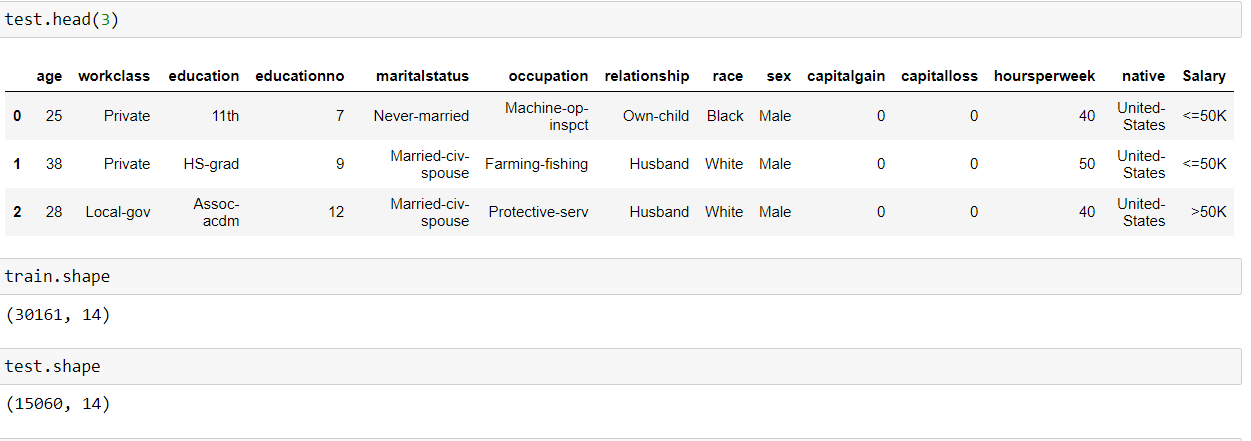 test.head(3)
age workclass education educationno maritalstatus occupation relationship race sex capitalgain capitalloss hoursperweek native Salary
0 25 Private 11th 7 Never-married Machine-op-inspct Own-child Black Male 0 0 40 United-States <=50K
1 38 Private HS-grad 9 Married-civ-spouse Farming-fishing Husband White Male 0 0 50 United-States <=50K
2 28 Local-gov Assoc-acdm 12 Married-civ-spouse Protective-serv Husband White Male 0 0 40 United-States >50K
train.shape
(30161, 14)
test.shape
(15060, 14)